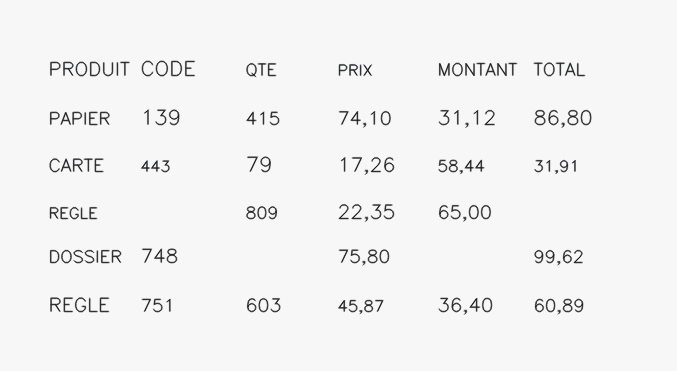 PRODUIT CODE QTE PRIX MONTANT TOTAL
PAPIER 139 415 74,10 31,12 86,80
CARTE 443 79 17,26 58,44 31,91
REGLE 809 22,35 65,00
DOSSIER 748 75,80 99,62
REGLE 751 603 45,87 36,40 60,89